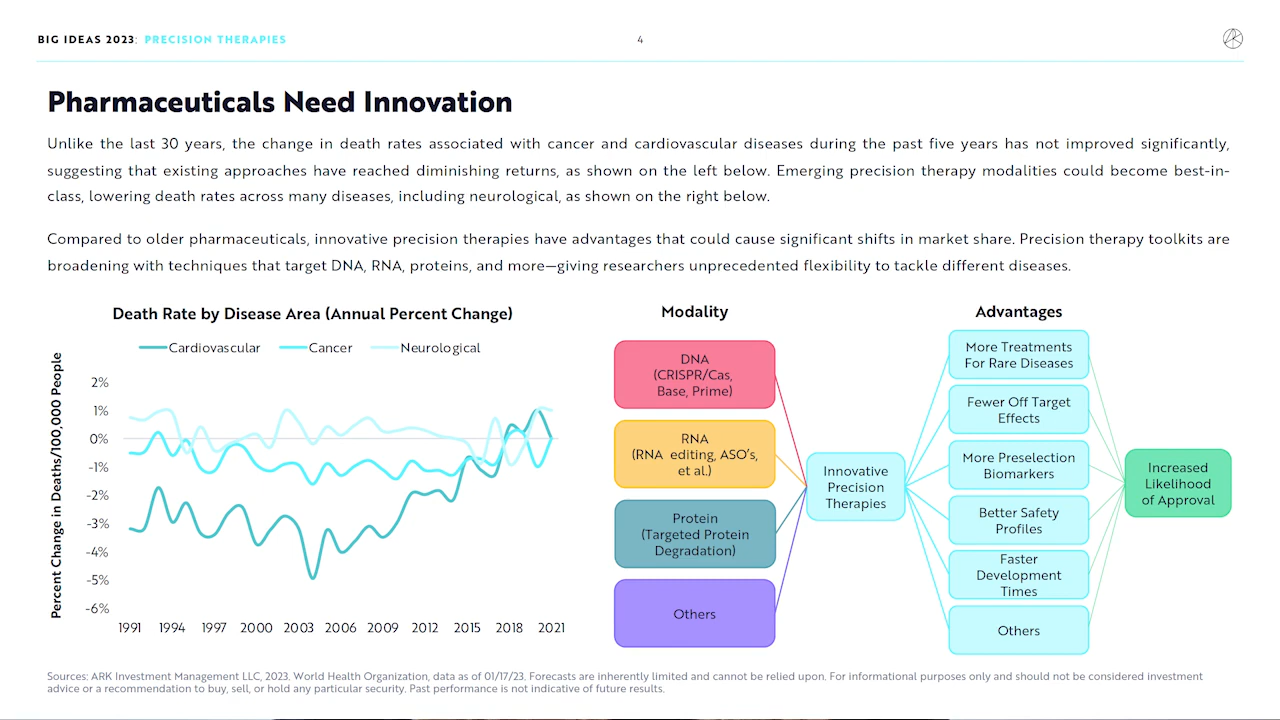 BIG IDEAS 2023: PRECISION THERAPIES
4
Pharmaceuticals Need Innovation
Unlike the last 30 years, the change in death rates associated with cancer and cardiovascular diseases during the past five years has not improved significantly,
suggesting that existing approaches have reached diminishing returns, as shown on the left below. Emerging precision therapy modalities could become best-in-
class, lowering death rates across many diseases, including neurological, as shown on the right below.
Compared to older pharmaceuticals, innovative precision therapies have advantages that could cause significant shifts in market share. Precision therapy toolkits are
broadening with techniques that target DNA, RNA, proteins, and more—giving researchers unprecedented flexibility to tackle different diseases.
Death Rate by Disease Area (Annual Percent Change)
Cardiovascular Cancer Neurological
Percent Change in Deaths/100,000 People
2%
1%
0%
-1%
-2%
-3%
-4%
-5%
-6%
1991 1994 1997 2000 2003 2006 2009 2012 2015 2018 2021
Modality
DNA
(CRISPR/Cas,
Base, Prime)
RNA
(RNA editing, ASO's,
et al.)
Protein
(Targeted Protein
Degradation)
Others
Innovative
Precision
Therapies
Advantages
More Treatments
For Rare Diseases
Fewer Off Target
Effects
More Preselection
Biomarkers
Better Safety
Profiles
Faster
Development
Times
Others
Increased
Likelihood
of Approval
Sources: ARK Investment Management LLC, 2023. World Health Organization, data as of 01/17/23. Forecasts are inherently limited and cannot be relied upon. For informational purposes only and should not be considered investment
advice or a recommendation to buy, sell, or hold any particular security. Past performance is not indicative of future results.